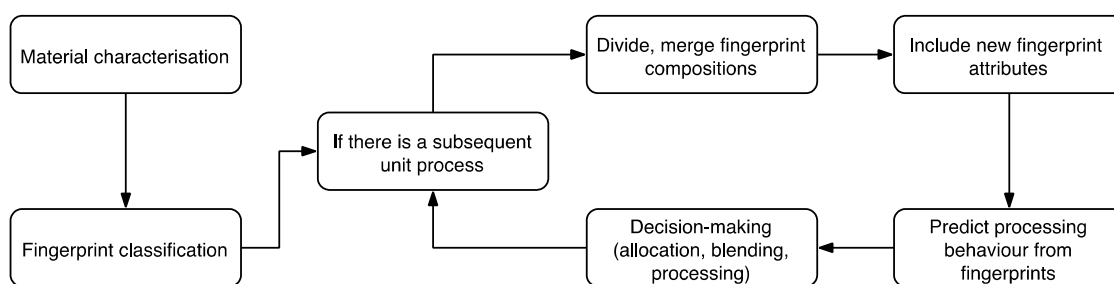 Material characterisation
Fingerprint classification
If there is a subsequent
unit process
Divide, merge fingerprint
compositions
Include new fingerprint
attributes
Predict processing
behaviour from
fingerprints
Decision-making
(allocation, blending,
processing)